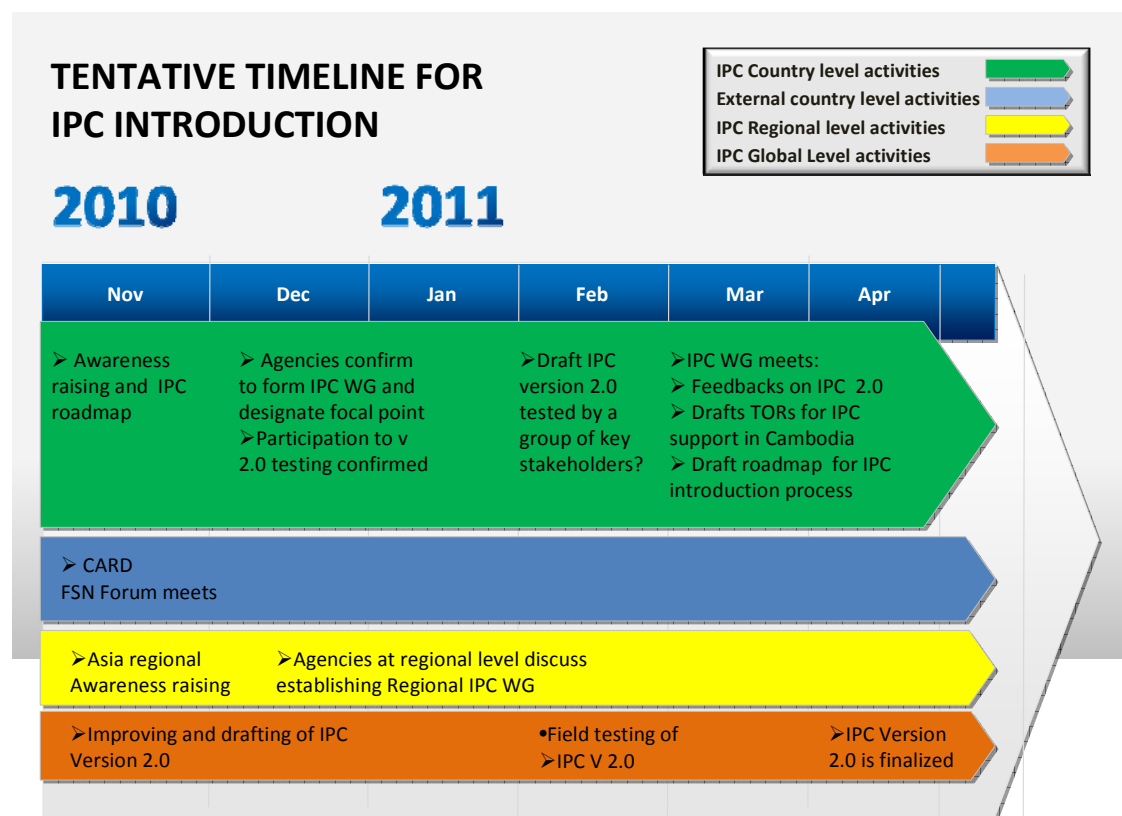 TENTATIVE TIMELINE FOR
IPC INTRODUCTION
IPC Country level activities
External country level activities
IPC Regional level activities
IPC Global Level activities
2010
2011
Nov
Dec
Jan
Feb
Mar
Apr
➢ Awareness
raising and IPC
roadmap
➢ Agencies confirm
to form IPC WG and
designate focal point
➢Participation to v
2.0 testing confirmed
➢Draft IPC
version 2.0
tested by a
group of key
stakeholders?
➢IPC WG meets:
➢ Feedbacks on IPC 2.0
➢ Drafts TORs for IPC
support in Cambodia
➢ Draft roadmap for IPC
introduction process
➢ CARD
FSN Forum meets
➢Asia regional
Awareness raising
➢Agencies at regional level discuss
establishing Regional IPC WG
➢Improving and drafting of IPC
Version 2.0
•Field testing of
➢IPC V 2.0
➢IPC Version
2.0 is finalized